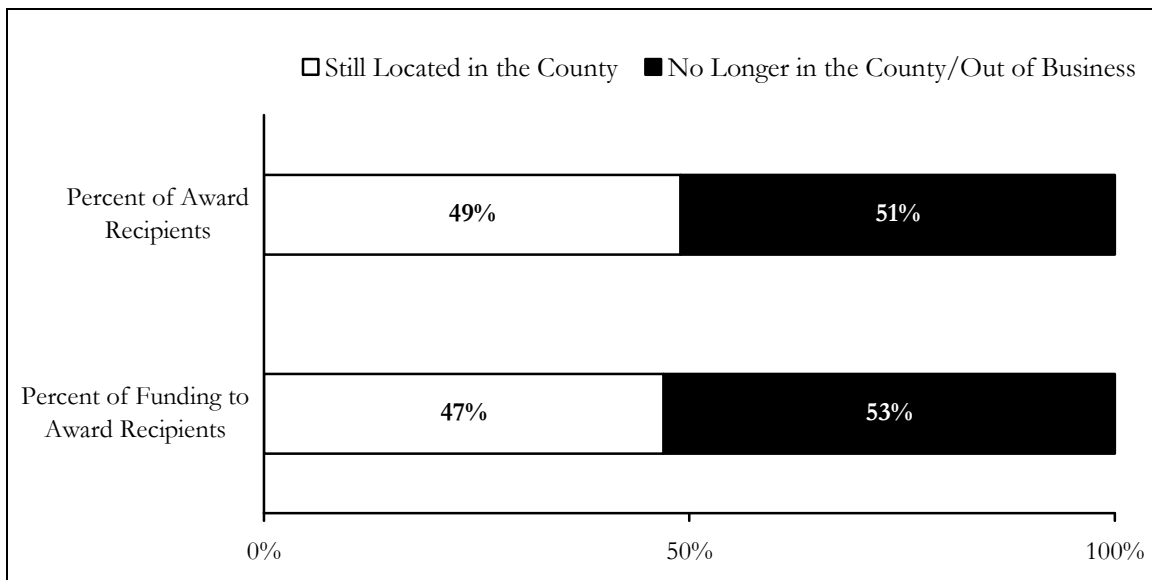 Still Located in the County No Longer in the County/Out of Business
Percent of Award
Recipients
49% 51%
Percent of Funding to
Award Recipients
47% 53%
0% 50% 100%